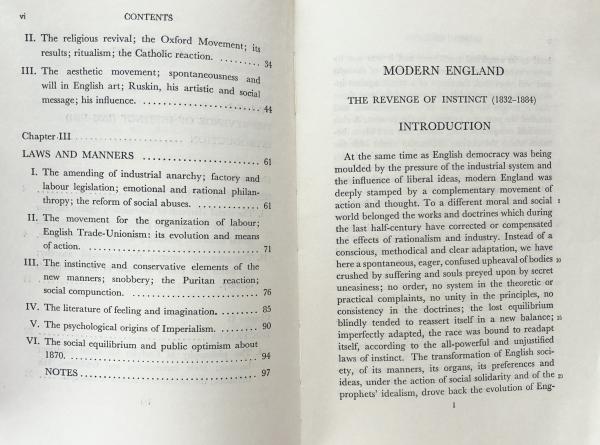 vi CONTENTS
II. The religious revival; the Oxford Movement; its
results; ritualism; the Catholic reaction. ......... 34
III. The aesthetic movement; spontaneousness and
will in English art; Ruskin, his artistic and social
message; his influence. .................... 44
Chapter III ....................
LAWS AND MANNERS .................... 61
I. The amending of industrial anarchy; factory and
labour legislation; emotional and rational philan-
thropy; the reform of social abuses. ............ 61
II. The movement for the organization of labour;
English Trade-Unionism: its evolution and means
of action. .............................. 71
III. The instinctive and conservative elements of the
new manners; snobbery; the Puritan reaction;
social compunction. ........................ 76
IV. The literature of feeling and imagination. ....... 85
V. The psychological origins of Imperialism. ....... 90
VI. The social equilibrium and public optimism about
1870. .................................. 94
NOTES .................................. 97
MODERN ENGLAND
THE REVENGE OF INSTINCT (1832-1884)
INTRODUCTION
At the same time as English democracy was being
moulded by the pressure of the industrial system and
the influence of liberal ideas, modern England was
deeply stamped by a complementary movement of
action and thought. To a different moral and social
world belonged the works and doctrines which during
the last half-century have corrected or compensated
the effects of rationalism and industry. Instead of a
conscious, methodical and clear adaptation, we have
here a spontaneous, eager, confused upheaval of bodies
crushed by suffering and souls preyed upon by secret
uneasiness; no order, no system in the theoretic or
practical complaints, no unity in the principles, no
consistency in the doctrines; the lost equilibrium
blindly tended to reassert itself in a new balance;
imperfectly adapted, the race was bound to readapt
itself, according to the all-powerful and unjustified
laws of instinct. The transformation of English soci-
ety, of its manners, its organs, its preferences and
ideas, under the action of social solidarity and of the
prophets' idealism, drove back the evolution of Eng-
1